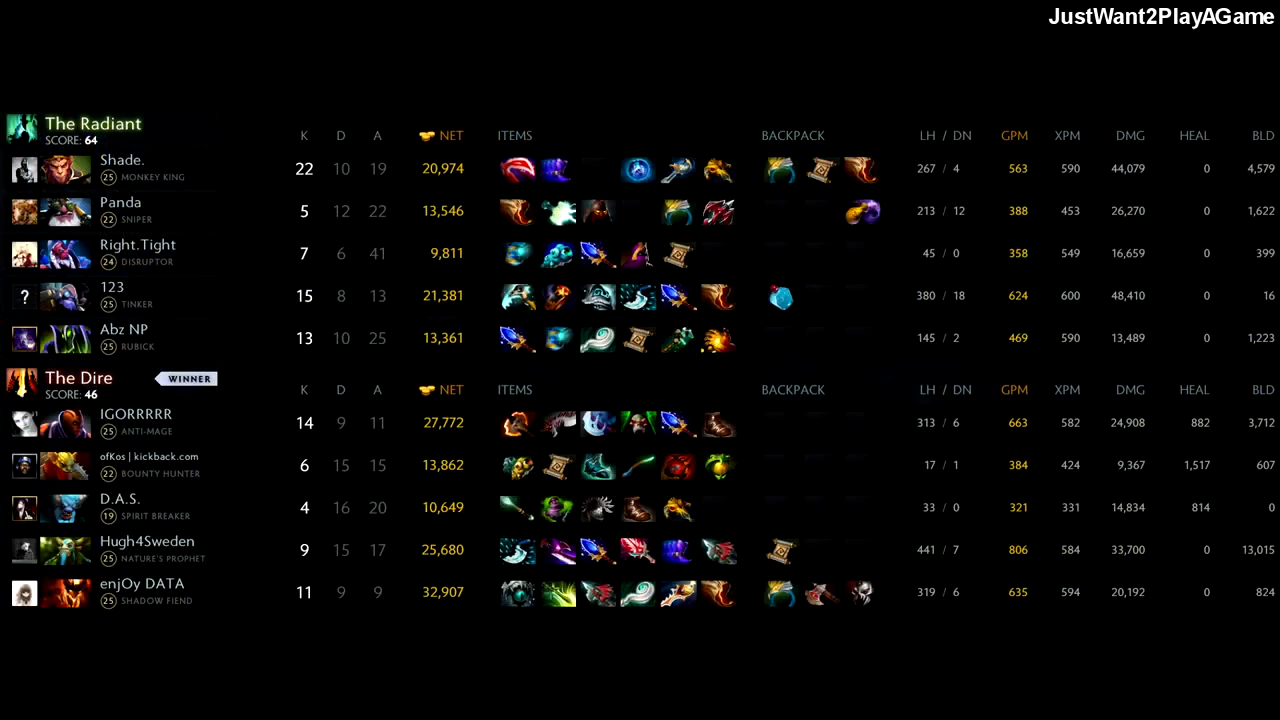 JustWant2PlayAGame
The Radiant
SCORE: 64
K D A NET ITEMS BACKPACK LH / DN GPM XPM DMG HEAL BLD
Shade.
25 MONKEY KING
22 10 19 20,974 267 / 4 563 590 44,079 0 4,579
Panda
22 SNIPER
5 12 22 13,546 213 / 12 388 453 26,270 0 1,622
Right.Tight
24 DISRUPTOR
7 6 41 9,811 45 / 0 358 549 16,659 0 399
?
123
25 TINKER
15 8 13 21,381 380 / 18 624 600 48,410 0 16
Abz NP
25 RUBICK
13 10 25 13,361 145 / 2 469 590 13,489 0 1,223
The Dire
WINNER
SCORE: 46
K D A NET ITEMS BACKPACK LH / DN GPM XPM DMG HEAL BLD
IGORRRRR
25 ANTI-MAGE
14 9 11 27,772 313 / 6 663 582 24,908 882 3,712
ofKos | kickback.com
22 BOUNTY HUNTER
6 15 15 13,862 17 / 1 384 424 9,367 1,517 607
D.A.S.
19 SPIRIT BREAKER
4 16 20 10,649 33 / 0 321 331 14,834 814 0
Hugh4Sweden
25 NATURE'S PROPHET
9 15 17 25,680 441 / 7 806 584 33,700 0 13,015
enjOy DATA
25 SHADOW FIEND
11 9 9 32,907 319 / 6 635 594 20,192 0 824